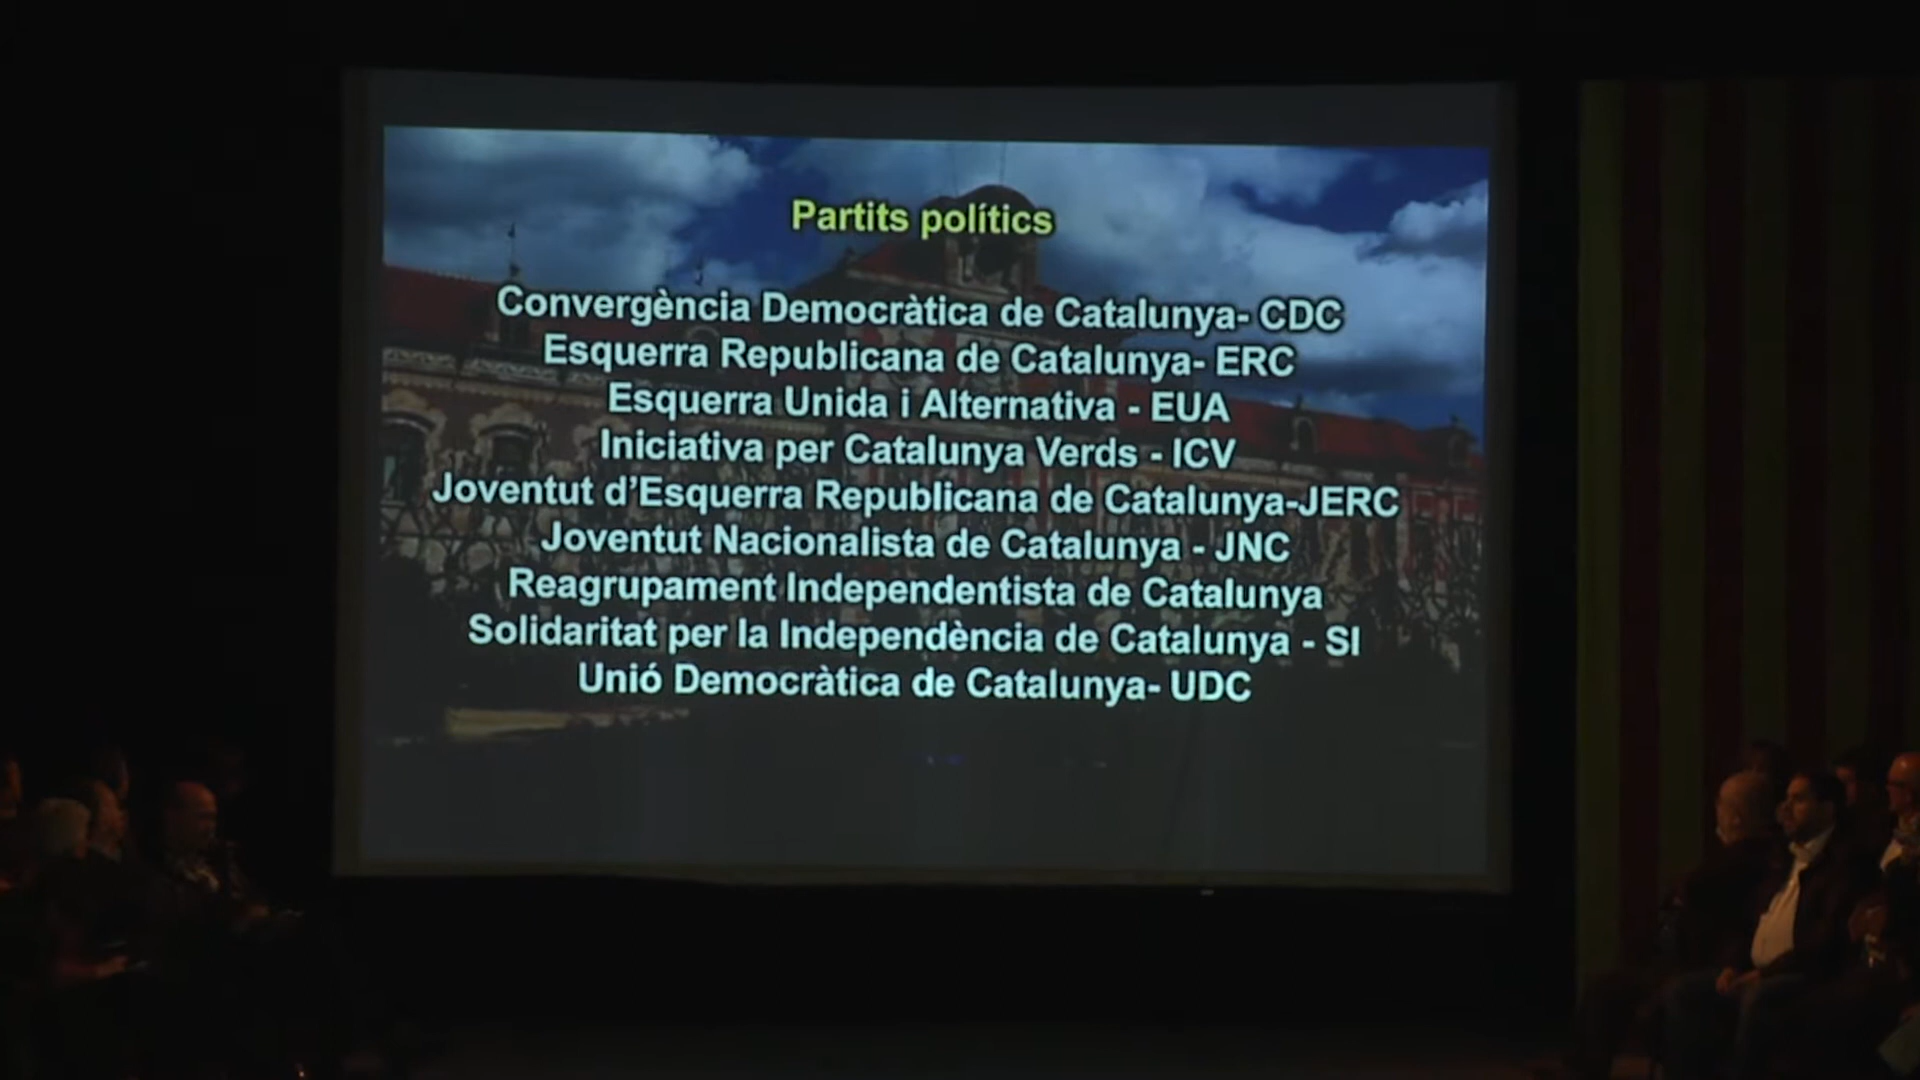 Partits polítics
Convergència Democràtica de Catalunya- CDC
Esquerra Republicana de Catalunya- ERC
Esquerra Unida i Alternativa - EUA
Iniciativa per Catalunya Verds - ICV
Joventut d’Esquerra Republicana de Catalunya-JERC
Joventut Nacionalista de Catalunya - JNC
Reagrupament Independentista de Catalunya
Solidaritat per la Independència de Catalunya - SI
Unió Democràtica de Catalunya- UDC